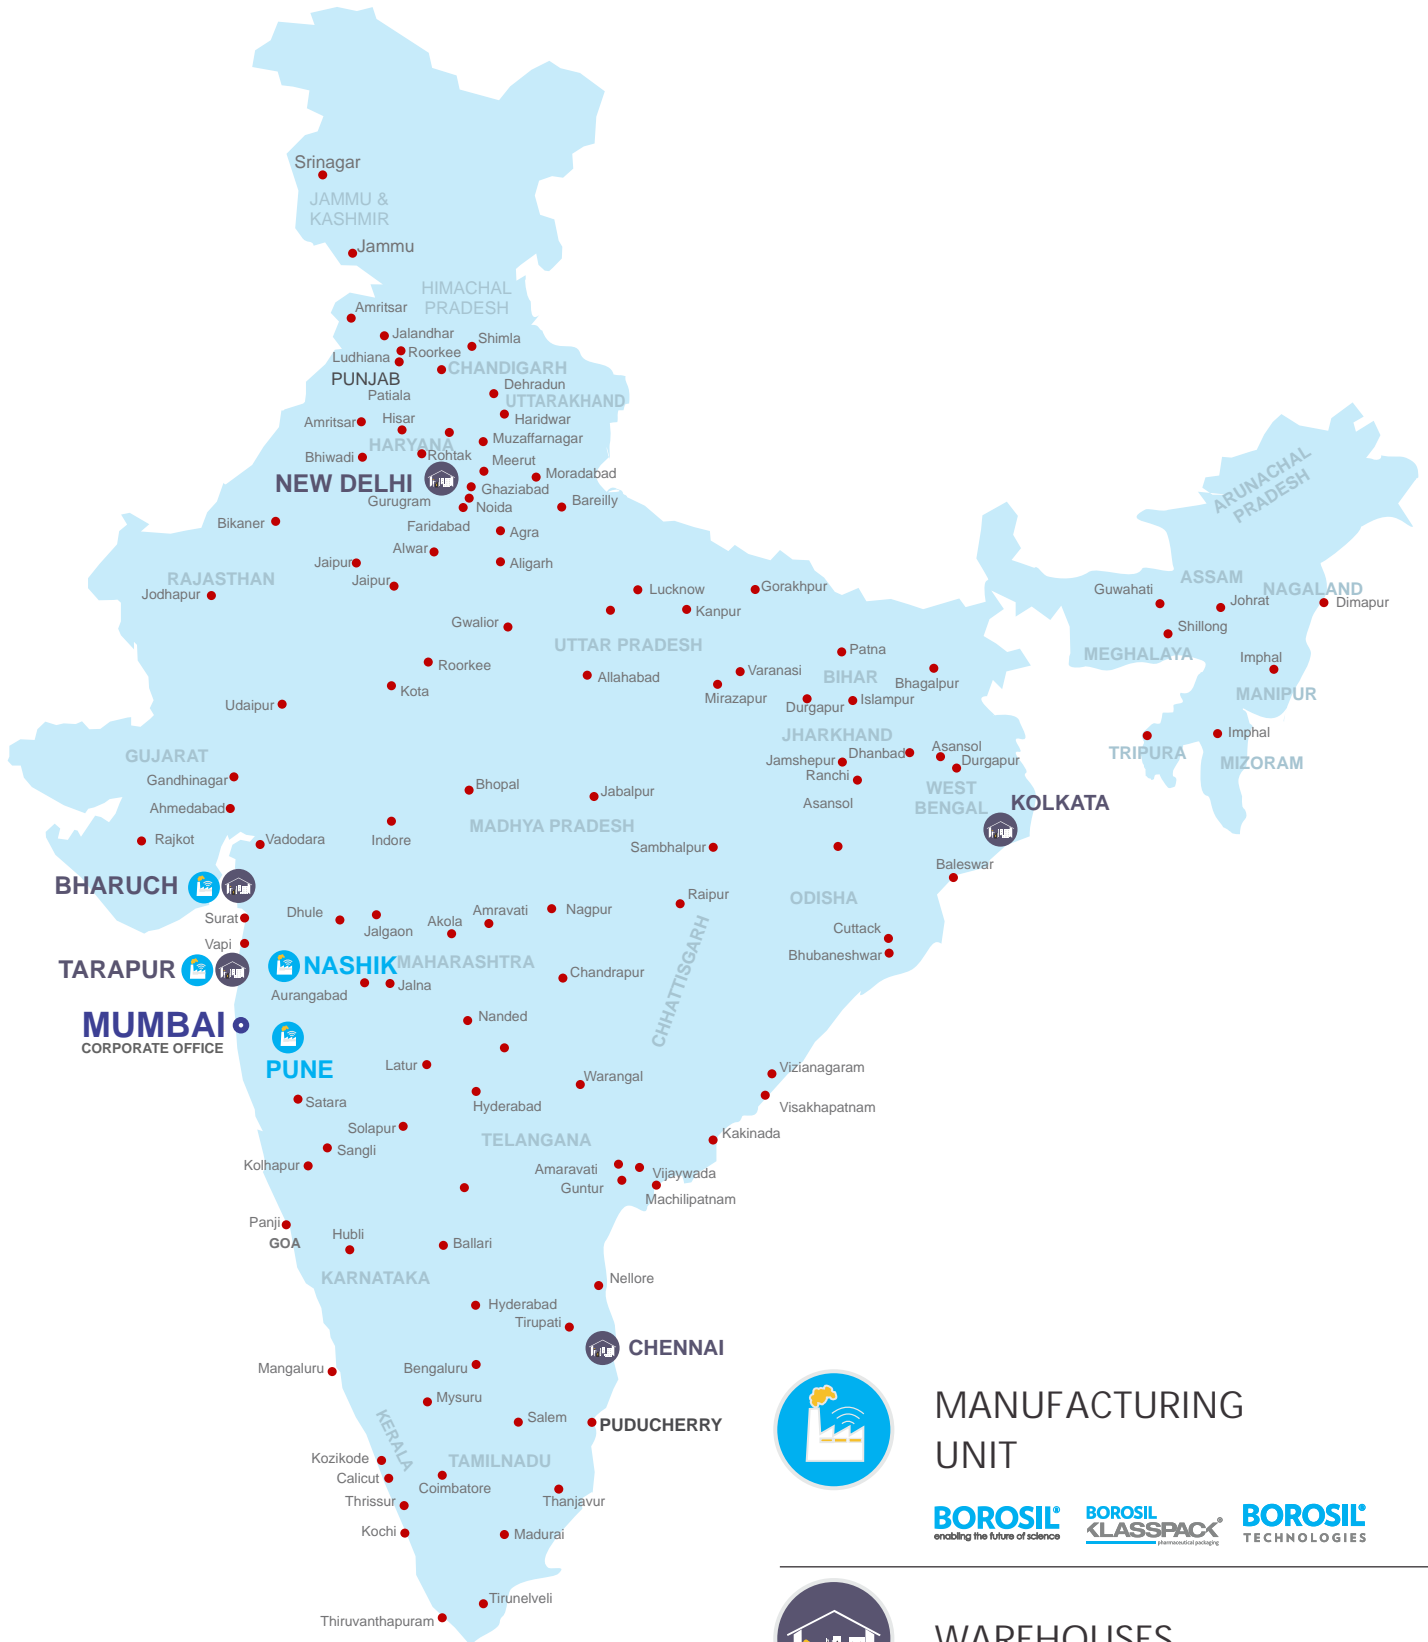 Srinagar
JAMMU &
KASHMIR
Jammu
HIMACHAL
PRADESH
Amritsar
Jalandhar
Shimla
Roorkee
Ludhiana
CHANDIGARH
PUNJAB
Dehradun
Patiala
UTTARAKHAND
Haridwar
Amritsar
Hisar
Muzaffarnagar
HARYANA
Rohtak
Bhiwadi
Meerut
Moradabad
NEW DELHI
Ghaziabad
Gurugram
Noida
Bareilly
Bikaner
Faridabad
Agra
Alwar
Jaipur
Aligarh
ARUNACHAL
PRADESH
RAJASTHAN
Jaipur
Jodhapur
Lucknow
Gorakhpur
Kanpur
Guwahati
ASSAM
NAGALAND
Johrat
Dimapur
Gwalior
Shillong
UTTAR PRADESH
Patna
MEGHALAYA
Imphal
Roorkee
Allahabad
Varanasi
BIHAR
Bhagalpur
Kota
Mirazapur
Durgapur
Islampur
MANIPUR
Udaipur
JHARKHAND
Imphal
GUJARAT
Dhanbad
Asansol
TRIPURA
Jamshepur
Durgapur
MIZORAM
Gandhinagar
Ranchi
Bhopal
Jabalpur
WEST
BENGAL
KOLKATA
Ahmedabad
Asansol
MADHYA PRADESH
Rajkot
Vadodara
Indore
Sambhalpur
Baleswar
BHARUCH
Raipur
ODISHA
Surat
Dhule
Jalgaon
Akola
Amravati
Nagpur
Cuttack
Vapi
Bhubaneshwar
TARAPUR
NASHIK
MAHARASHTRA
Chandrapur
CHHATTISGARH
Aurangabad
Jalna
MUMBAI
CORPORATE OFFICE
Nanded
PUNE
Latur
Warangal
Vizianagaram
Satara
Hyderabad
Visakhapatnam
Solapur
Kakinada
Sangli
TELANGANA
Kolhapur
Amaravati
Vijaywada
Guntur
Machilipatnam
Panji
GOA
Hubli
Ballari
KARNATAKA
Nellore
Hyderabad
Tirupati
CHENNAI
Mangaluru
Bengaluru
Mysuru
Salem
PUDUCHERRY
KERALA
Kozikode
TAMILNADU
Calicut
Coimbatore
Thrissur
Thanjavur
Kochi
Madurai
Tirunelveli
Thiruvanthapuram
MANUFACTURING
UNIT
BOROSIL®
enabling the future of science
BOROSIL
KLASSPACK®
pharmaceutical packaging
BOROSIL®
TECHNOLOGIES
WAREHOUSES